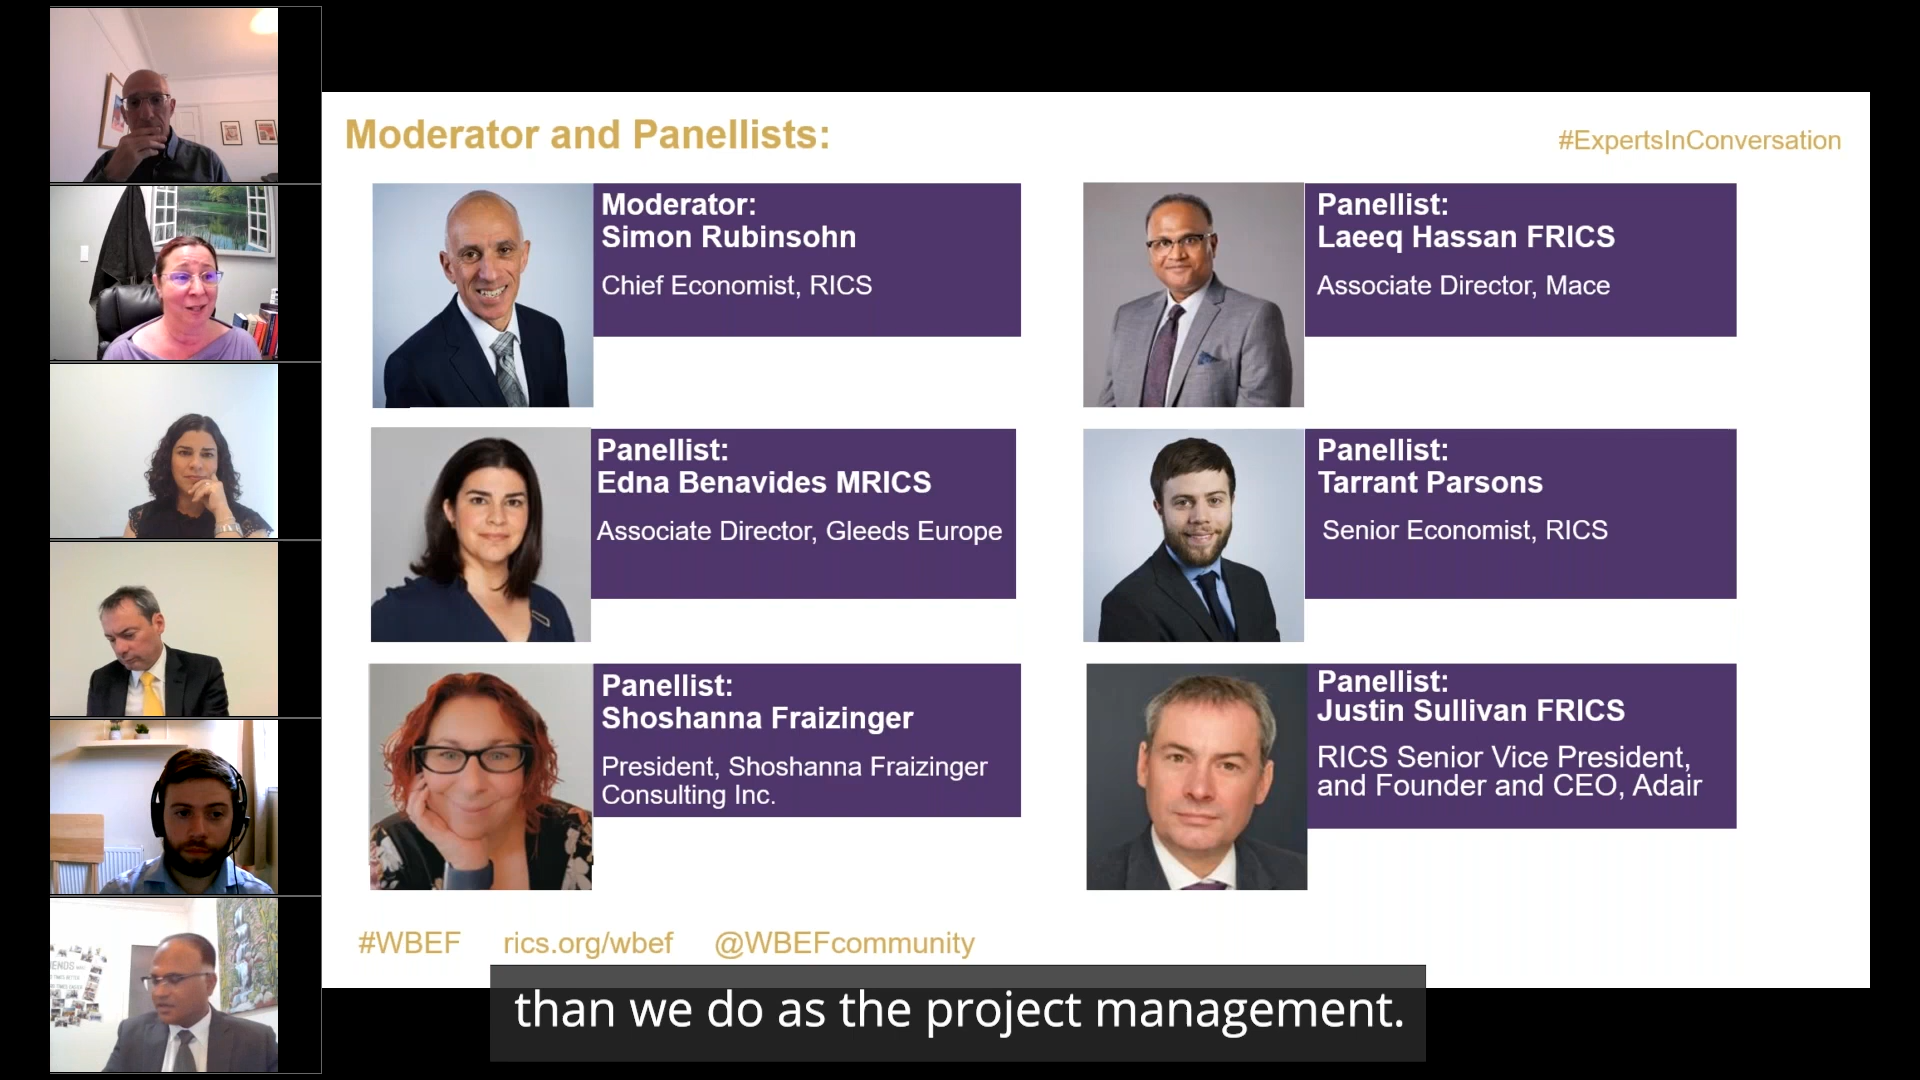 Moderator and Panellists:
#ExpertsInConversation
Moderator:
Simon Rubinsohn
Chief Economist, RICS
Panellist:
Laeeq Hassan FRICS
Associate Director, Mace
Panellist:
Edna Benavides MRICS
Associate Director, Gleeds Europe
Panellist:
Tarrant Parsons
Senior Economist, RICS
Panellist:
Shoshanna Fraizinger
President, Shoshanna Fraizinger
Consulting Inc.
Panellist:
Justin Sullivan FRICS
RICS Senior Vice President,
and Founder and CEO, Adair
#WBEF rics.org/wbef @WBEFcommunity
than we do as the project management.